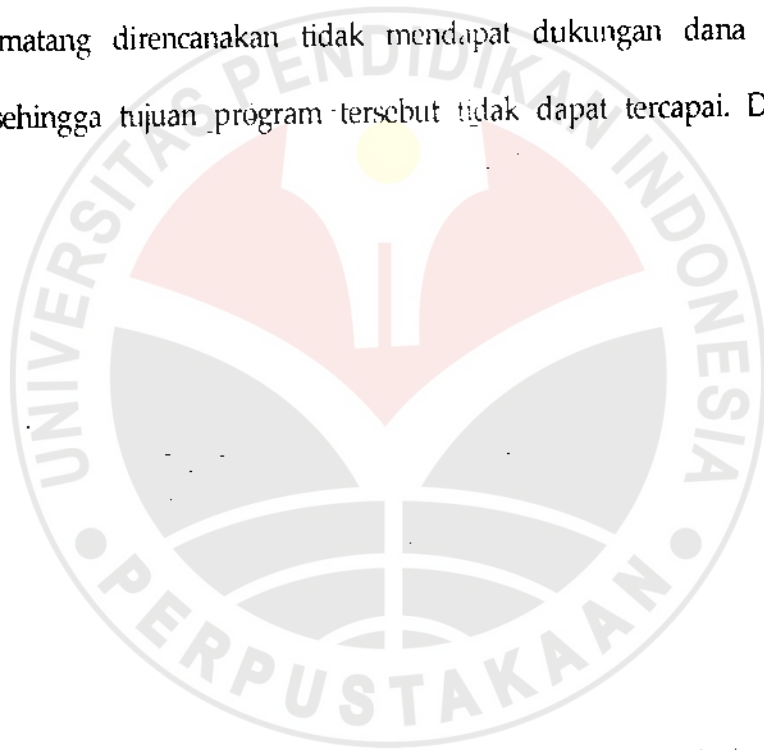 matang direncanakan tidak mendapat dukungan dana
sehingga tujuan program tersebut tidak dapat tercapai. D
UNIVERSITAS PENDIDIKAN INDONESIA
PERPUSTAKAAN